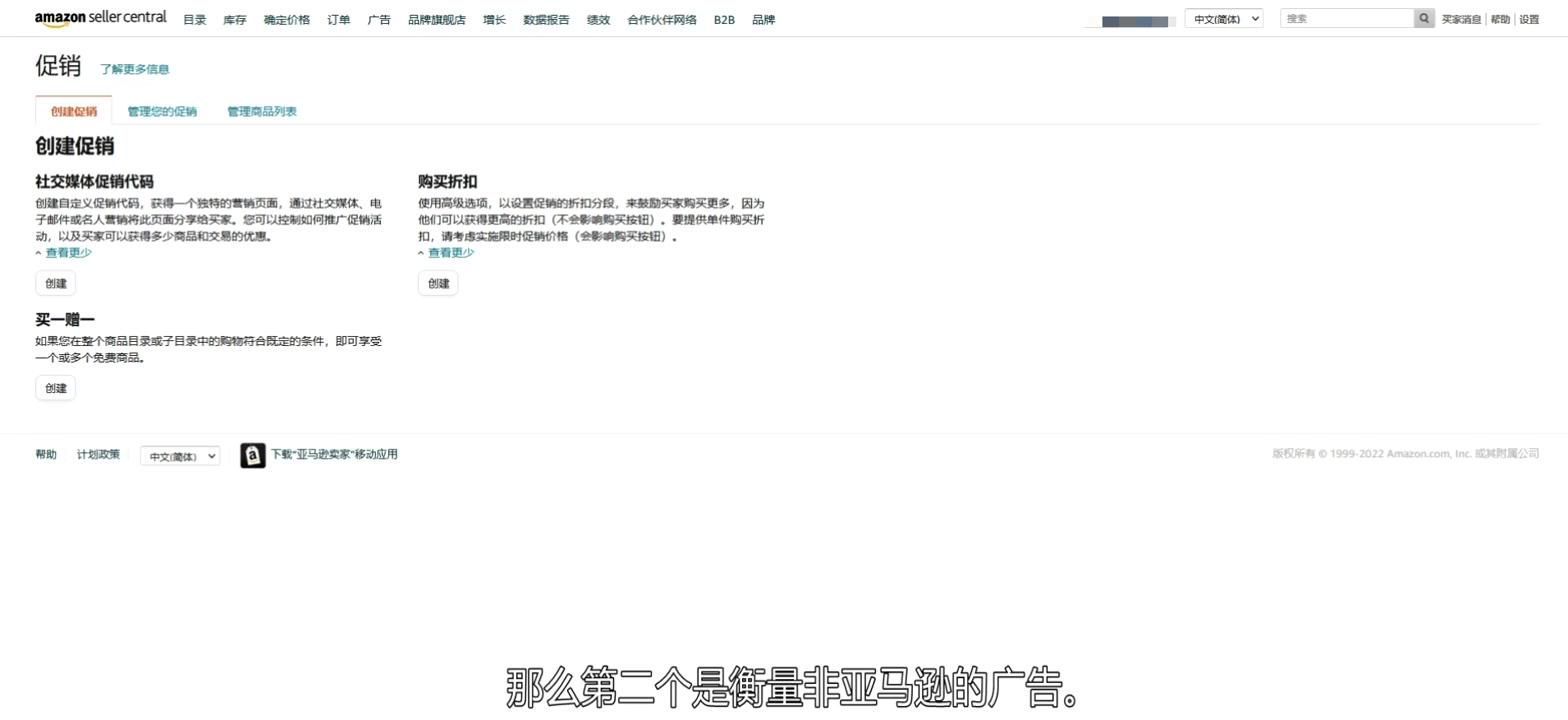 amazon seller central 目录 库存 确定价格 订单 广告 品牌旗舰店 增长 数据报告 绩效 合作伙伴网络 B2B 品牌 中文(简体) 搜索 买家消息 | 帮助 | 设置
促销 了解更多信息
创建促销 管理您的促销 管理商品列表
创建促销
社交媒体促销代码
创建自定义促销代码，获得一个独特的营销页面，通过社交媒体、电
子邮件或名人营销将此页面分享给买家。您可以控制如何推广促销活
动，以及买家可以获得多少商品和交易的优惠。
查看更少
创建
购买折扣
使用高级选项，以设置促销的折扣分段，来鼓励买家购买更多，因为
他们可以获得更高的折扣（不会影响购买按钮）。要提供单件购买折
扣，请考虑实施限时促销价格（会影响购买按钮）。
查看更少
创建
买一赠一
如果您在整个商品目录或子目录中的购物符合既定的条件，即可享受
一个或多个免费商品。
创建
帮助 计划政策 中文(简体) 下载"亚马逊卖家"移动应用 版权所有 © 1999-2022 Amazon.com, Inc. 或其附属公司
那么第二个是衡量非亚马逊的广告。